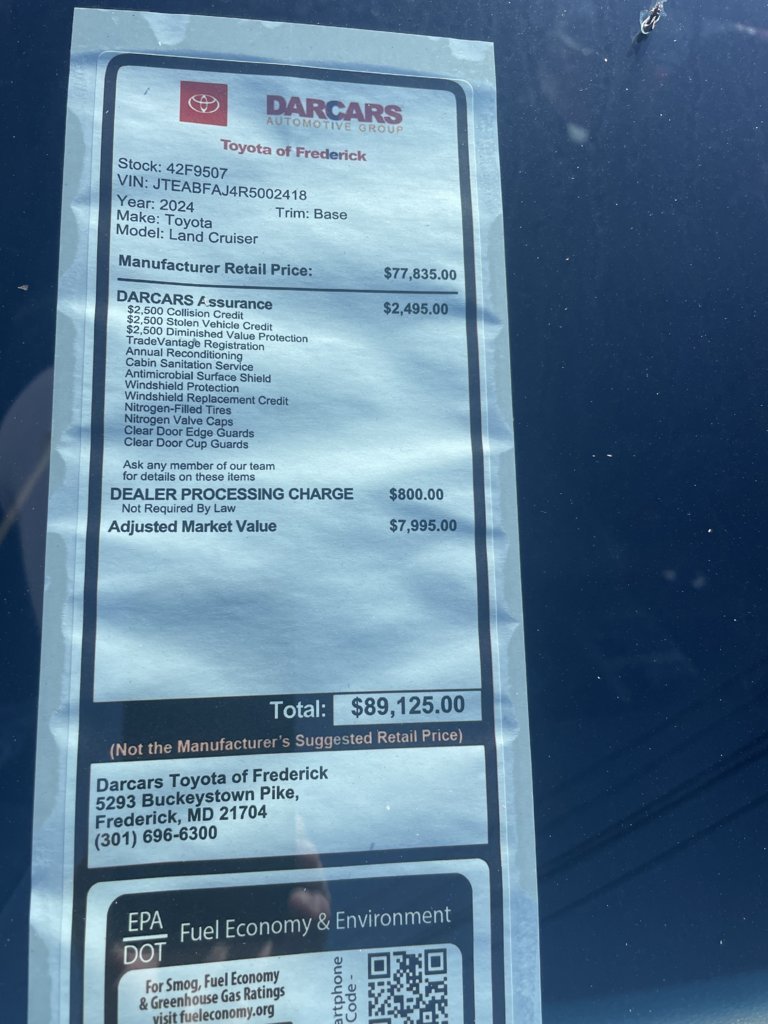 DARCARS
AUTOMOTIVE GROUP
Toyota of Frederick
Stock: 42F9507
VIN: JTEABFAJ4R5002418
Year: 2024 Trim: Base
Make: Toyota
Model: Land Cruiser
Manufacturer Retail Price: $77,835.00
DARCARS Assurance $2,495.00
$2,500 Collision Credit
$2,500 Stolen Vehicle Credit
$2,500 Diminished Value Protection
TradeVantage Registration
Annual Reconditioning
Cabin Sanitation Service
Antimicrobial Surface Shield
Windshield Protection
Windshield Replacement Credit
Nitrogen-Filled Tires
Nitrogen Valve Caps
Clear Door Edge Guards
Clear Door Cup Guards
Ask any member of our team
for details on these items
DEALER PROCESSING CHARGE $800.00
Not Required By Law
Adjusted Market Value $7,995.00
Total: $89,125.00
(Not the Manufacturer's Suggested Retail Price)
Darcars Toyota of Frederick
5293 Buckeystown Pike,
Frederick, MD 21704
(301) 696-6300
EPA
DOT
Fuel Economy & Environment
For Smog, Fuel Economy
& Greenhouse Gas Ratings
visit fueleconomy.org
artphone
Code -